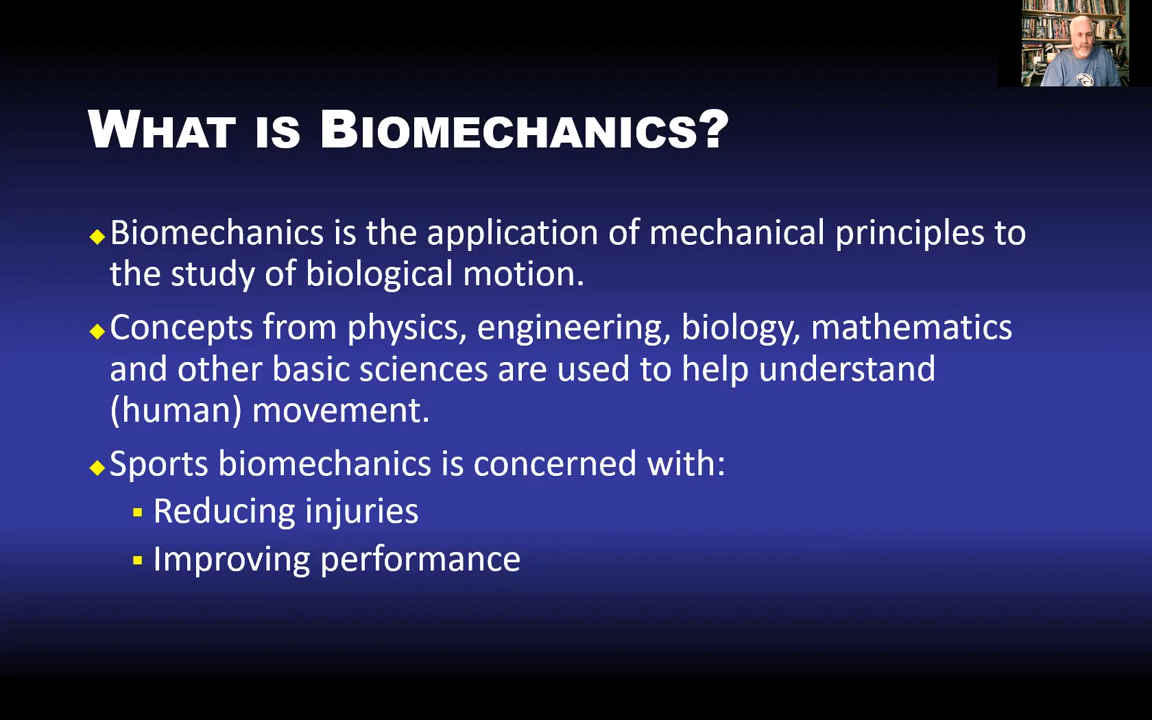 WHAT IS BIOMECHANICS?
Biomechanics is the application of mechanical principles to
the study of biological motion.
Concepts from physics, engineering, biology, mathematics
and other basic sciences are used to help understand
(human) movement.
Sports biomechanics is concerned with:
Reducing injuries
Improving performance